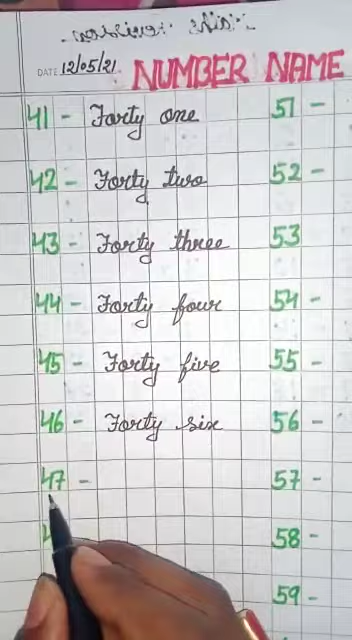 DATE 12/05/21
NUMBER NAME
41 - Forty one 51 -
42 - Forty two 52 -
43 - Forty three 53
44 - Forty four 54 -
45 - Forty five 55 -
46 - Forty six 56 -
47 - 57 -
58 -
59 -